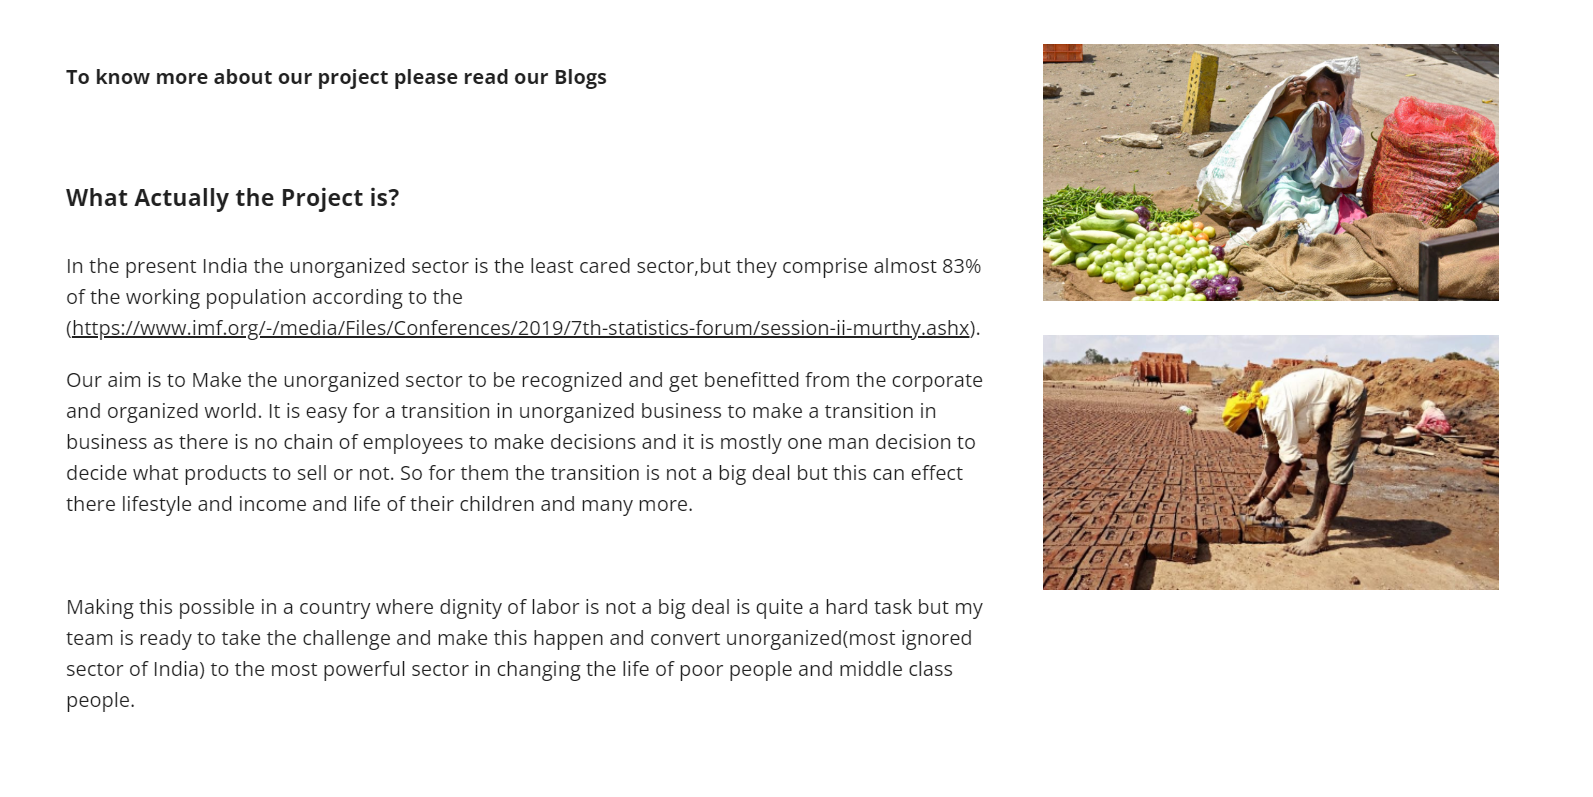 To know more about our project please read our Blogs
What Actually the Project is?
In the present India the unorganized sector is the least cared sector,but they comprise almost 83%
of the working population according to the
(https://www.imf.org/-/media/Files/Conferences/2019/7th-statistics-forum/session-ii-murthy.ashx).
Our aim is to Make the unorganized sector to be recognized and get benefitted from the corporate
and organized world. It is easy for a transition in unorganized business to make a transition in
business as there is no chain of employees to make decisions and it is mostly one man decision to
decide what products to sell or not. So for them the transition is not a big deal but this can effect
there lifestyle and income and life of their children and many more.
Making this possible in a country where dignity of labor is not a big deal is quite a hard task but my
team is ready to take the challenge and make this happen and convert unorganized(most ignored
sector of India) to the most powerful sector in changing the life of poor people and middle class
people.